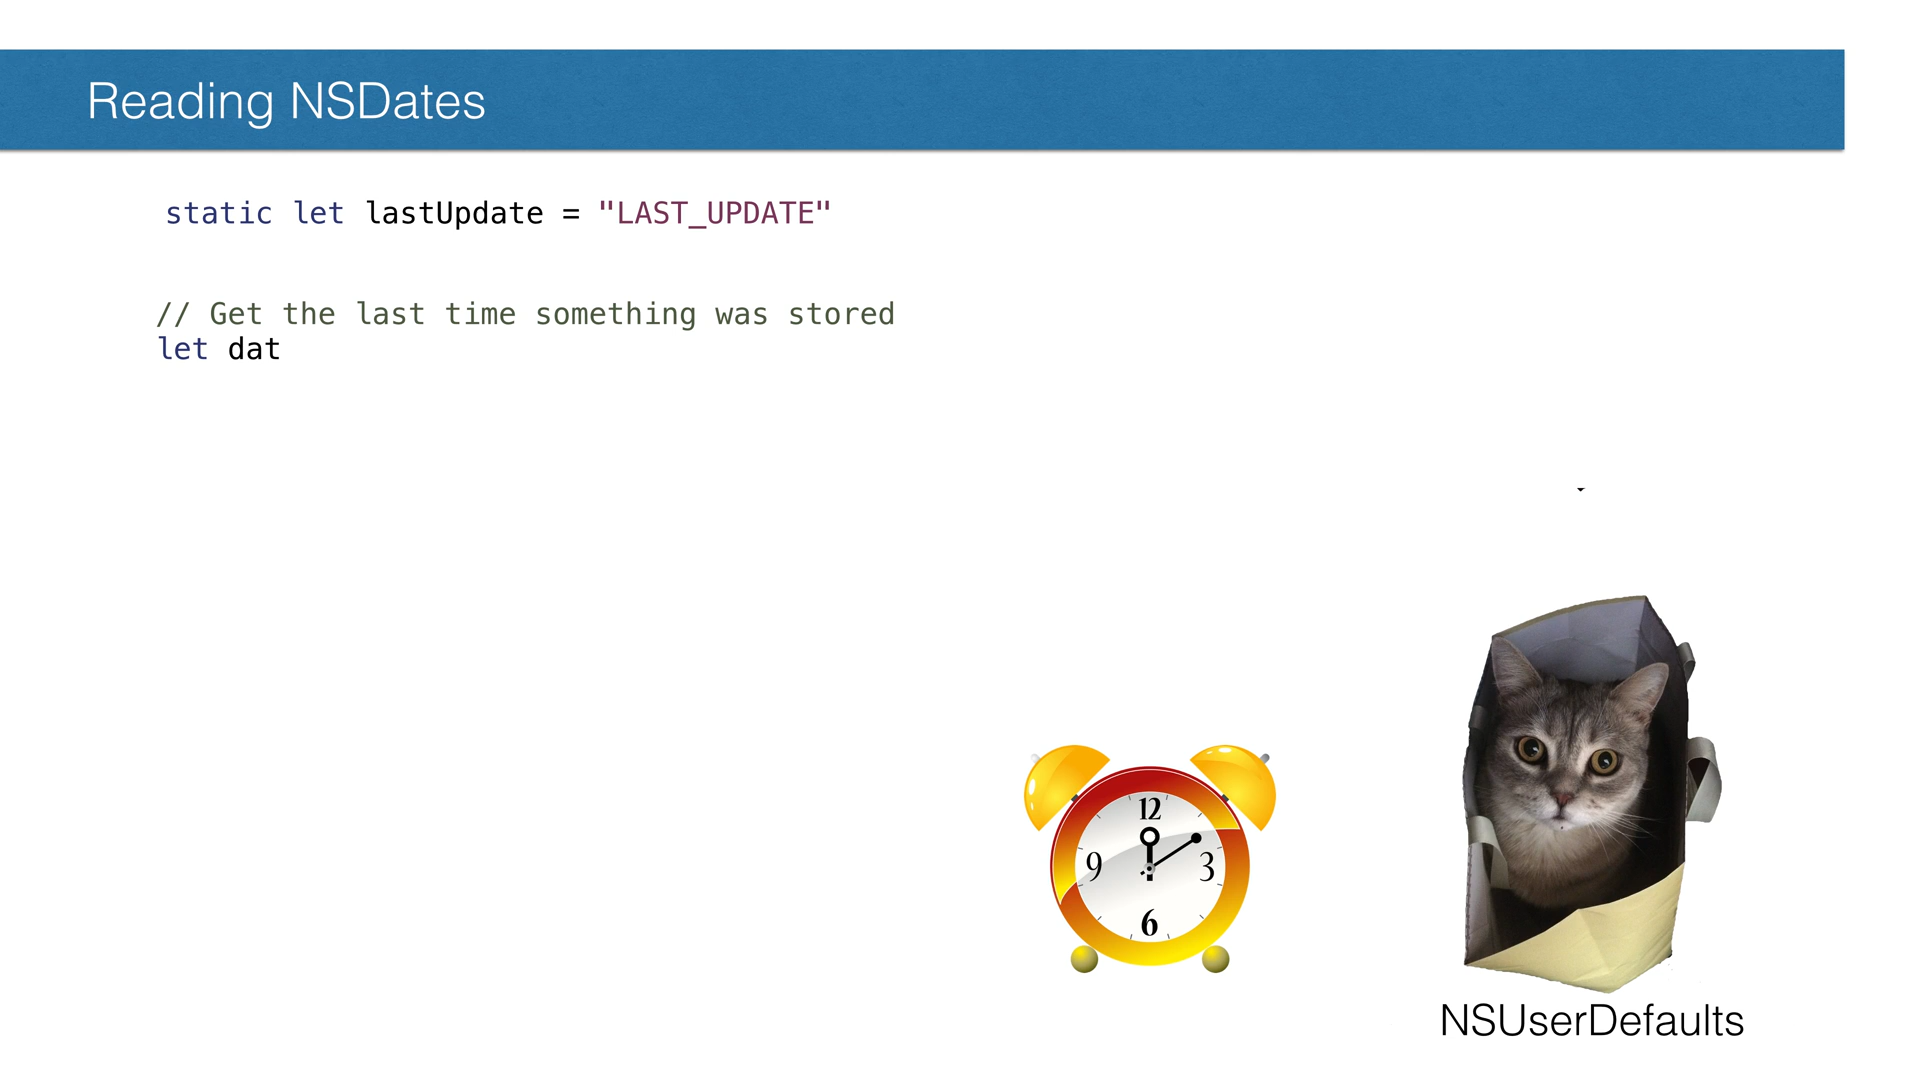 Reading NSDates
static let lastUpdate = "LAST_UPDATE"
// Get the last time something was stored
let dat
12
9
3
6
NSUserDefaults